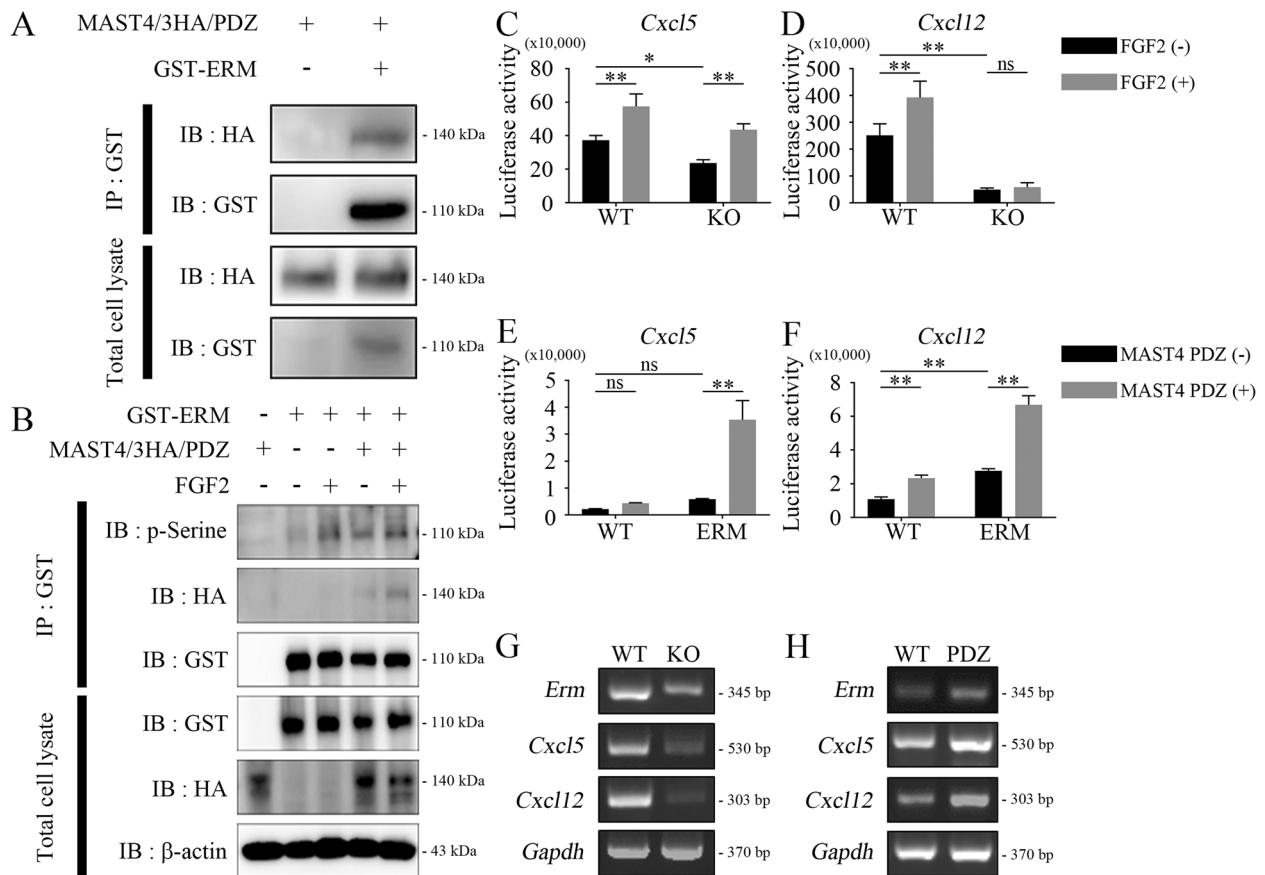 A
MAST4/3HA/PDZ + +
GST-ERM - +
IP : GST
IB : HA - 140 kDa
IB : GST - 110 kDa
Total cell lysate
IB : HA - 140 kDa
IB : GST - 110 kDa
B
GST-ERM - + + + +
MAST4/3HA/PDZ + - - + +
FGF2 - - + - +
IP : GST
IB : p-Serine - 110 kDa
IB : HA - 140 kDa
IB : GST - 110 kDa
Total cell lysate
IB : GST - 110 kDa
IB : HA - 140 kDa
IB : β-actin - 43 kDa
C
Cxcl5
(x10,000)
Luciferase activity
80
60
40
20
0
*
** **
WT KO
D
Cxcl12
(x10,000)
Luciferase activity
500
400
300
200
100
0
**
** ns
WT KO
FGF2 (-)
FGF2 (+)
E
Cxcl5
(x10,000)
Luciferase activity
5
4
3
2
1
0
ns
ns **
WT ERM
F
Cxcl12
(x10,000)
Luciferase activity
8
6
4
2
0
**
** **
WT ERM
MAST4 PDZ (-)
MAST4 PDZ (+)
G
WT KO
Erm - 345 bp
Cxcl5 - 530 bp
Cxcl12 - 303 bp
Gapdh - 370 bp
H
WT PDZ
Erm - 345 bp
Cxcl5 - 530 bp
Cxcl12 - 303 bp
Gapdh - 370 bp